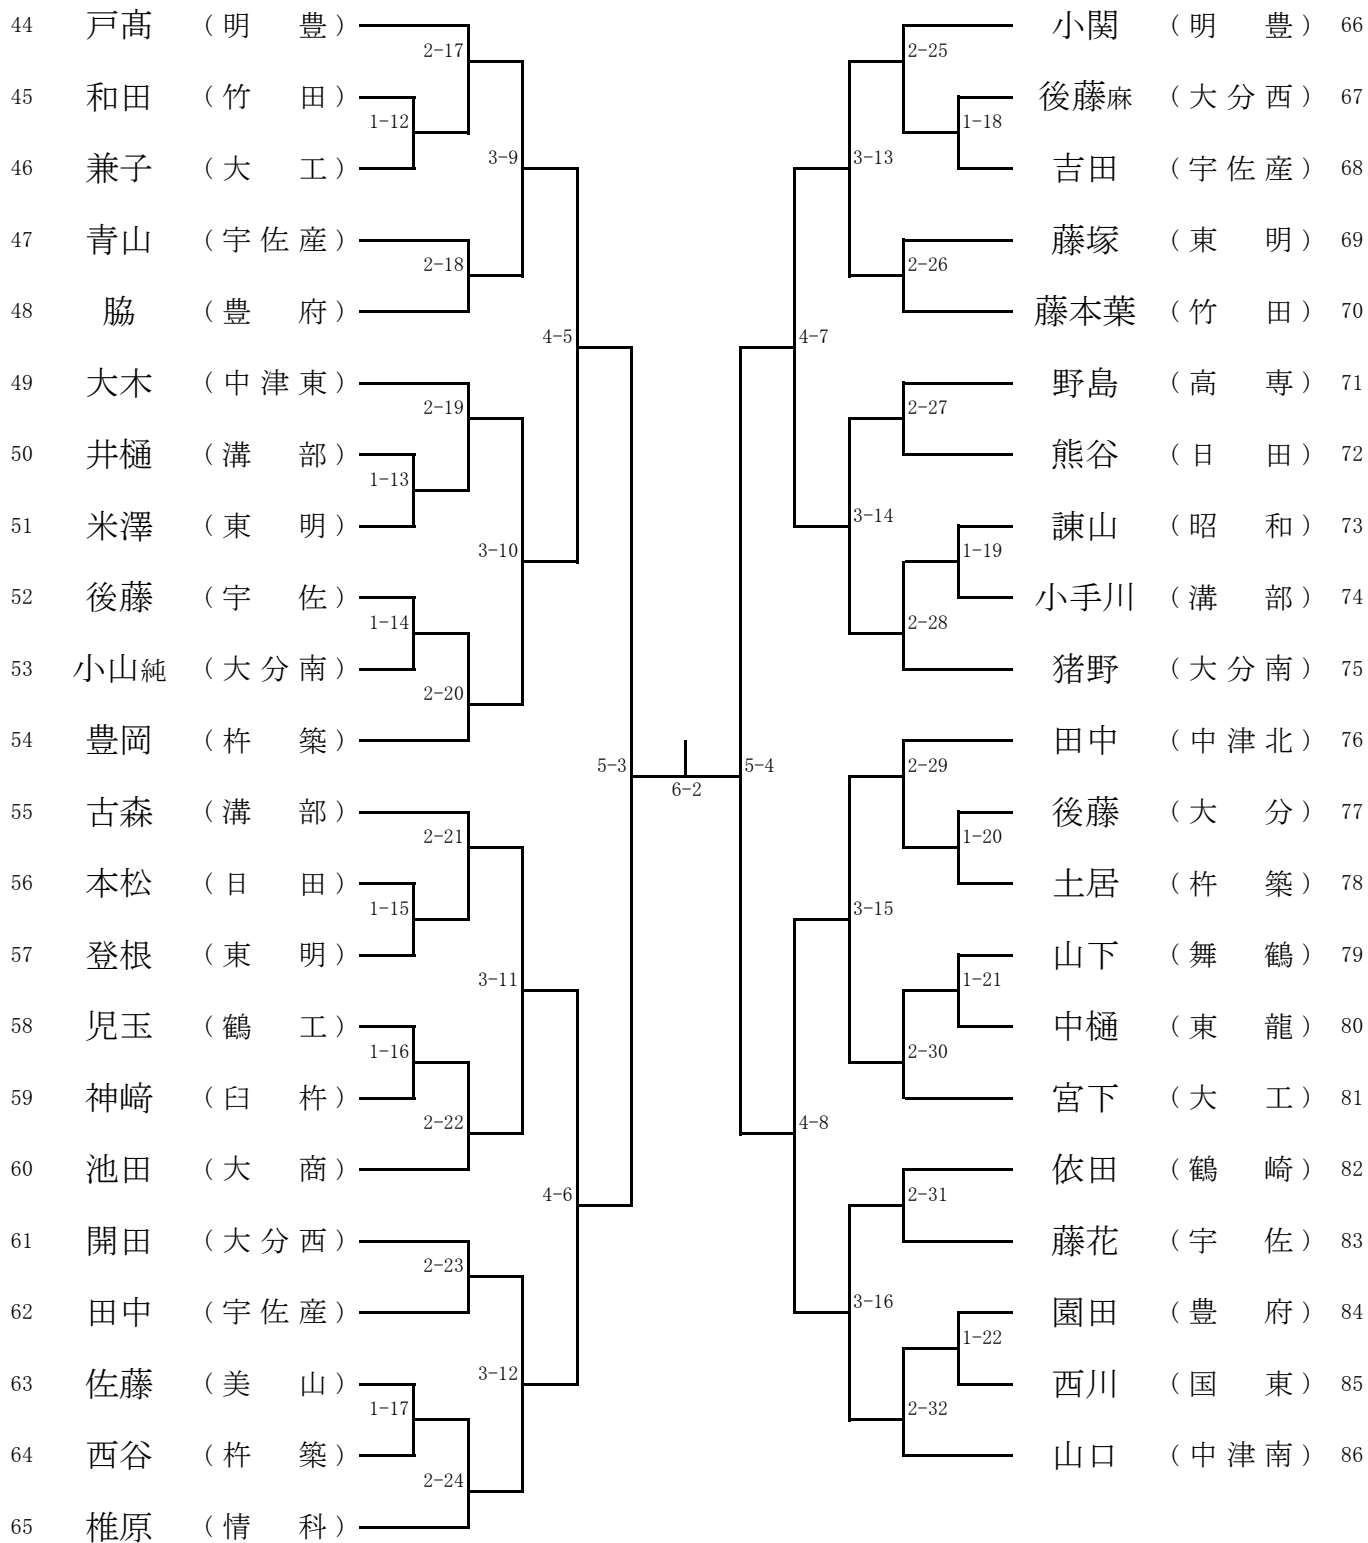 44 戸髙 （明　豊）
2-17
45 和田 （竹　田）
1-12
46 兼子 （大　工）
3-9
47 青山 （宇佐産）
2-18
48 脇 （豊　府）
4-5
49 大木 （中津東）
2-19
50 井樋 （溝　部）
1-13
51 米澤 （東　明）
3-10
52 後藤 （宇　佐）
1-14
53 小山純 （大分南）
2-20
54 豊岡 （杵　築）
5-3
55 古森 （溝　部）
2-21
56 本松 （日　田）
1-15
57 登根 （東　明）
3-11
58 児玉 （鶴　工）
1-16
59 神﨑 （臼　杵）
2-22
60 池田 （大　商）
4-6
61 開田 （大分西）
2-23
62 田中 （宇佐産）
3-12
63 佐藤 （美　山）
1-17
64 西谷 （杵　築）
2-24
65 椎原 （情　科）
6-2
小関 （明　豊） 66
2-25
後藤麻 （大分西） 67
1-18
吉田 （宇佐産） 68
3-13
藤塚 （東　明） 69
2-26
藤本葉 （竹　田） 70
4-7
野島 （高　専） 71
2-27
熊谷 （日　田） 72
3-14
諌山 （昭　和） 73
1-19
小手川 （溝　部） 74
2-28
猪野 （大分南） 75
5-4
田中 （中津北） 76
2-29
後藤 （大　分） 77
1-20
土居 （杵　築） 78
3-15
山下 （舞　鶴） 79
1-21
中樋 （東　龍） 80
2-30
宮下 （大　工） 81
4-8
依田 （鶴　崎） 82
2-31
藤花 （宇　佐） 83
3-16
園田 （豊　府） 84
1-22
西川 （国　東） 85
2-32
山口 （中津南） 86